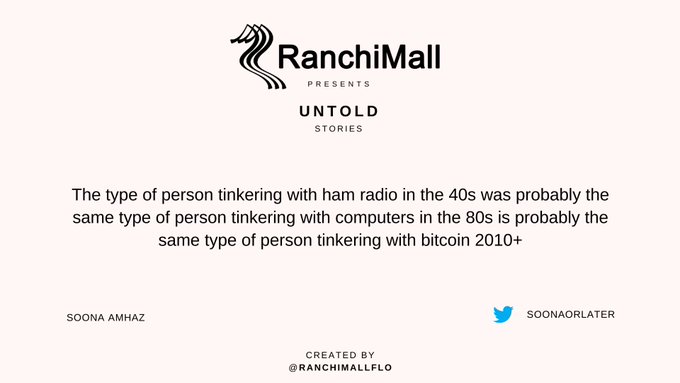 RanchiMall
PRESENTS
UNTOLD
STORIES
The type of person tinkering with ham radio in the 40s was probably the
same type of person tinkering with computers in the 80s is probably the
same type of person tinkering with bitcoin 2010+
SOONA AMHAZ
SOONAORLATER
CREATED BY
@RANCHIMALLFLO